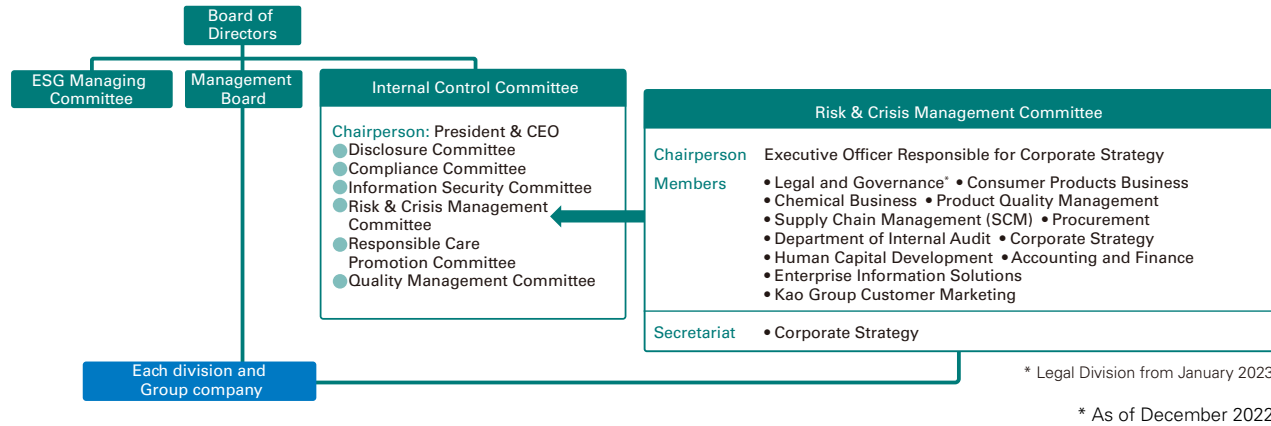 Board of
Directors
ESG Managing
Committee
Management
Board
Internal Control Committee
Chairperson: President & CEO
Disclosure Committee
Compliance Committee
Information Security Committee
Risk & Crisis Management
Committee
Responsible Care
Promotion Committee
Quality Management Committee
Risk & Crisis Management Committee
Chairperson Executive Officer Responsible for Corporate Strategy
Members • Legal and Governance* • Consumer Products Business
• Chemical Business • Product Quality Management
• Supply Chain Management (SCM) • Procurement
• Department of Internal Audit • Corporate Strategy
• Human Capital Development • Accounting and Finance
• Enterprise Information Solutions
• Kao Group Customer Marketing
Secretariat • Corporate Strategy
Each division and
Group company
* Legal Division from January 2023
* As of December 2022